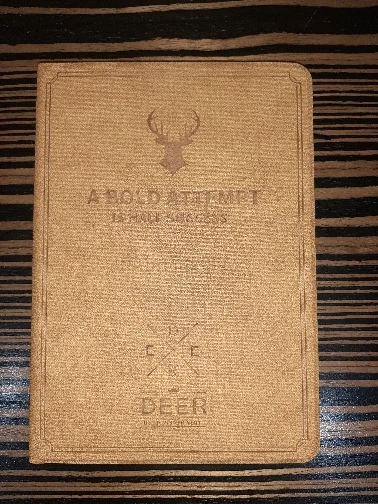 A BOLD ATTEMPT
IS HALF SUCCESS
D
E E
R
DEER